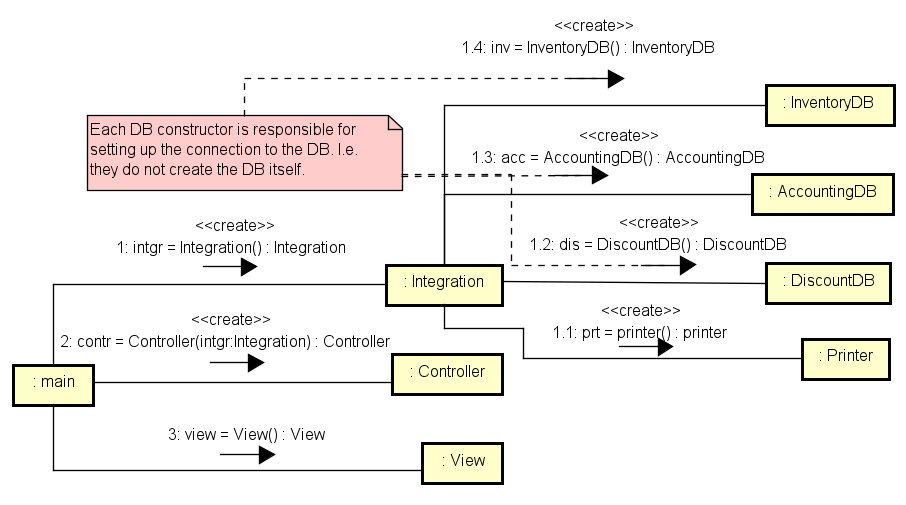 <<create>>
1.4: inv = InventoryDB() : InventoryDB
: InventoryDB
Each DB constructor is responsible for
setting up the connection to the DB. I.e.
they do not create the DB itself.
<<create>>
1.3: acc = AccountingDB() : AccountingDB
: AccountingDB
<<create>>
1: intgr = Integration() : Integration
<<create>>
1.2: dis = DiscountDB() : DiscountDB
: Integration
: DiscountDB
<<create>>
2: contr = Controller(intgr:Integration) : Controller
<<create>>
1.1: prt = printer() : printer
: Printer
: main
: Controller
3: view = View() : View
: View